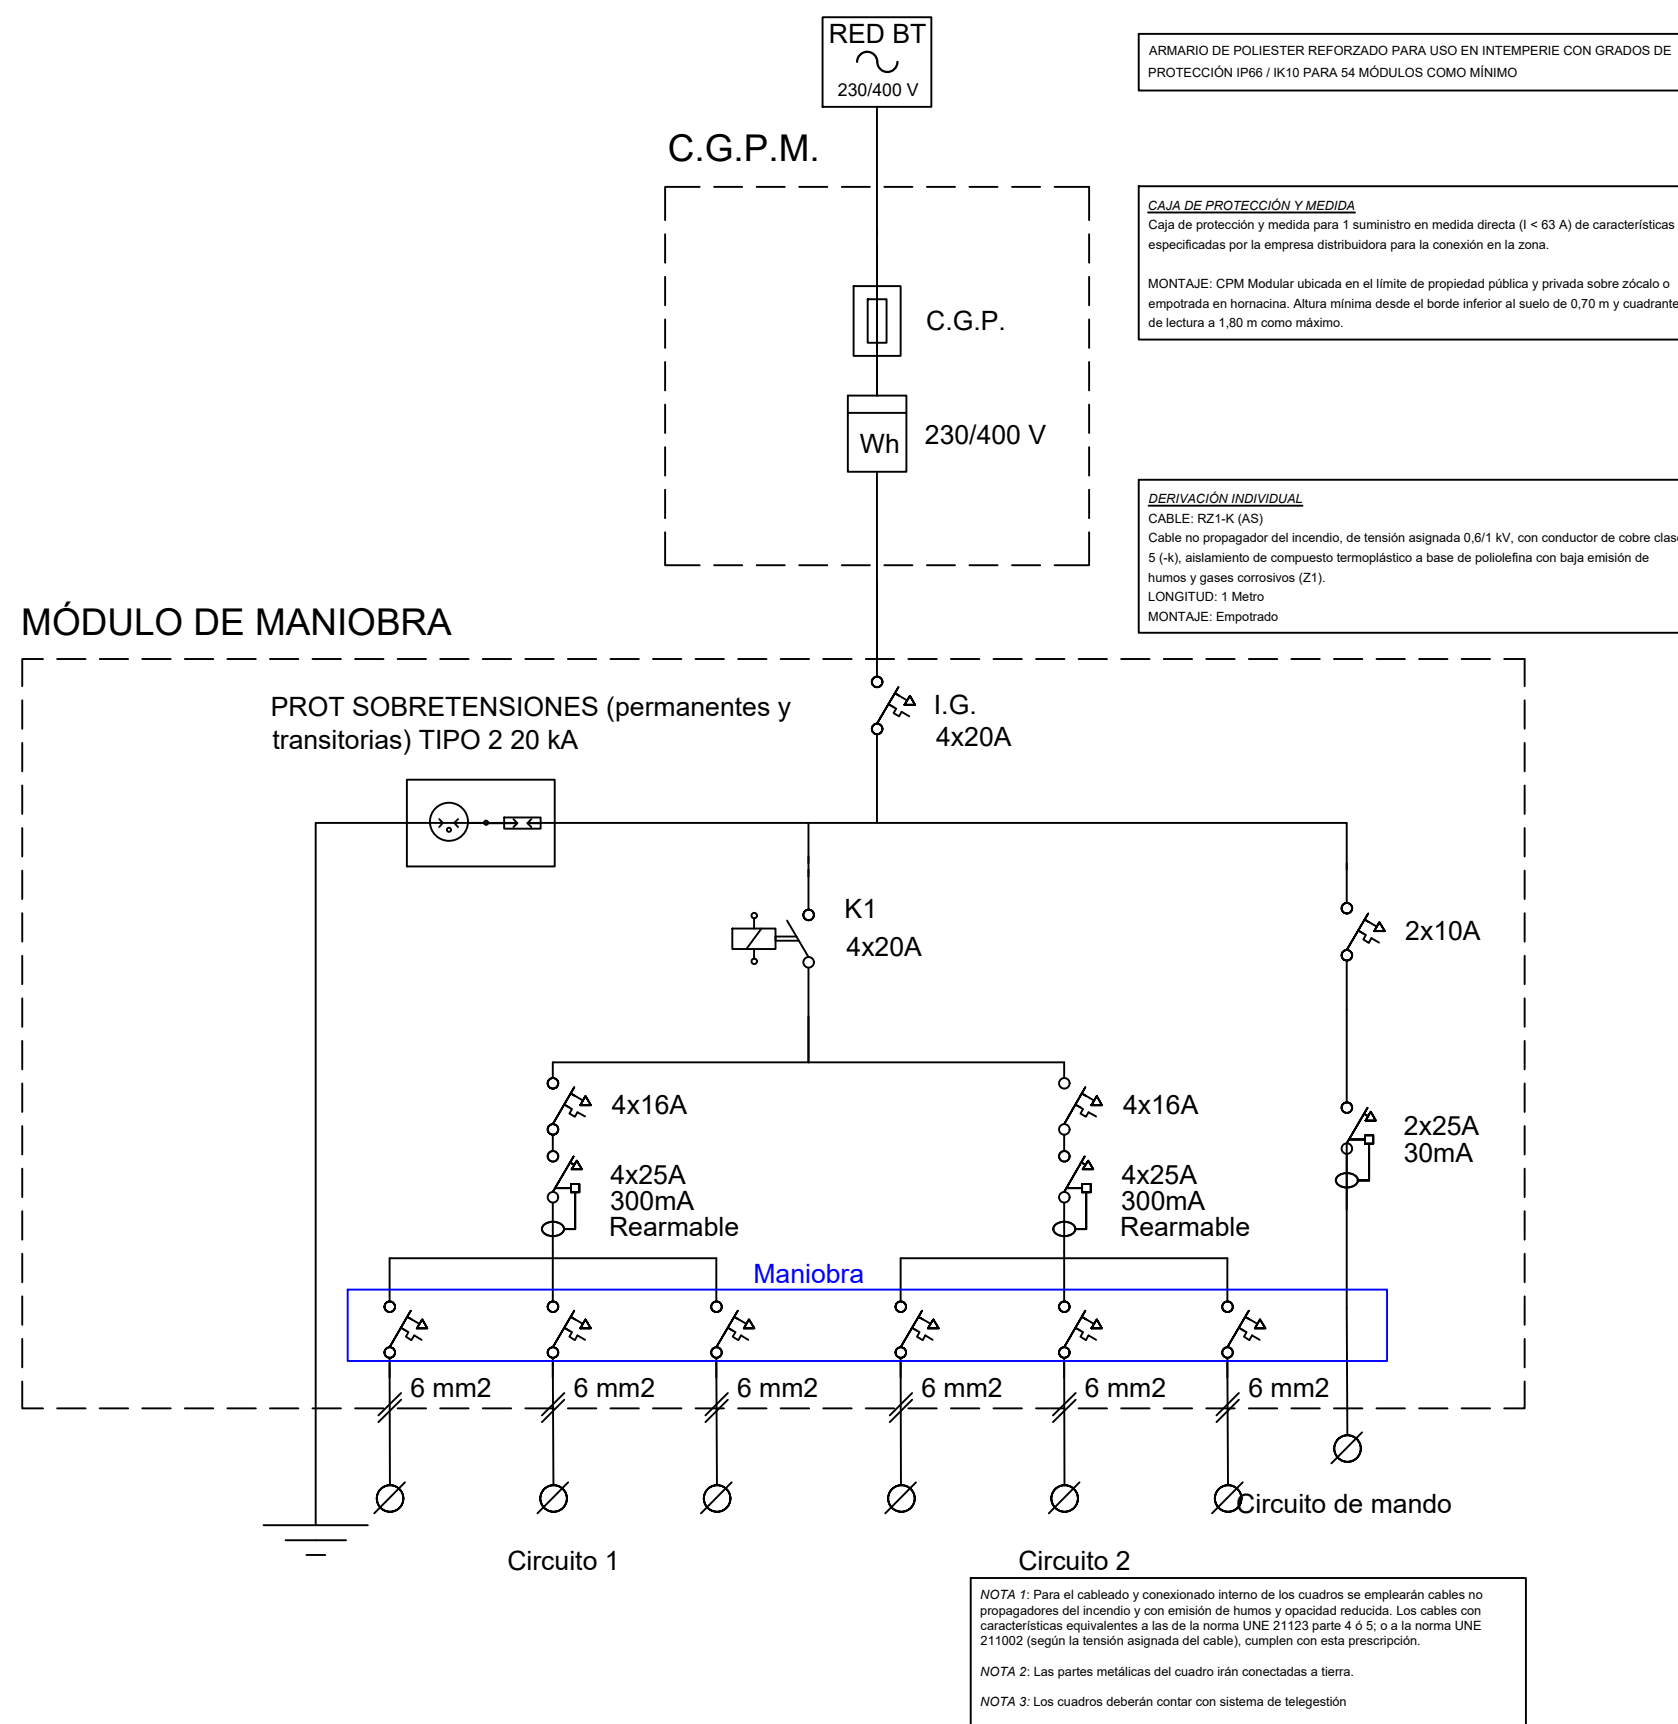 RED BT
230/400 V
ARMARIO DE POLIESTER REFORZADO PARA USO EN INTEMPERIE CON GRADOS DE
PROTECCIÓN IP66 / IK10 PARA 54 MÓDULOS COMO MÍNIMO
C.G.P.M.
CAJA DE PROTECCIÓN Y MEDIDA
Caja de protección y medida para 1 suministro en medida directa (I < 63 A) de características
especificadas por la empresa distribuidora para la conexión en la zona.
MONTAJE: CPM Modular ubicada en el límite de propiedad pública y privada sobre zócalo o
empotrada en hornacina. Altura mínima desde el borde inferior al suelo de 0,70 m y cuadrante
de lectura a 1,80 m como máximo.
C.G.P.
Wh
230/400 V
DERIVACIÓN INDIVIDUAL
CABLE: RZ1-K (AS)
Cable no propagador del incendio, de tensión asignada 0,6/1 kV, con conductor de cobre clase
5 (-k), aislamiento de compuesto termoplástico a base de poliolefina con baja emisión de
humos y gases corrosivos (Z1).
LONGITUD: 1 Metro
MONTAJE: Empotrado
MÓDULO DE MANIOBRA
PROT SOBRETENSIONES (permanentes y
transitorias) TIPO 2 20 kA
I.G.
4x20A
K1
4x20A
2x10A
4x16A
4x16A
2x25A
30mA
4x25A
300mA
Rearmable
4x25A
300mA
Rearmable
Maniobra
6 mm2
6 mm2
6 mm2
6 mm2
6 mm2
6 mm2
Circuito de mando
Circuito 1
Circuito 2
NOTA 1: Para el cableado y conexionado interno de los cuadros se emplearán cables no
propagadores del incendio y con emisión de humos y opacidad reducida. Los cables con
características equivalentes a las de la norma UNE 21123 parte 4 ó 5; o a la norma UNE
211002 (según la tensión asignada del cable), cumplen con esta prescripción.
NOTA 2: Las partes metálicas del cuadro irán conectadas a tierra.
NOTA 3: Los cuadros deberán contar con sistema de telegestión